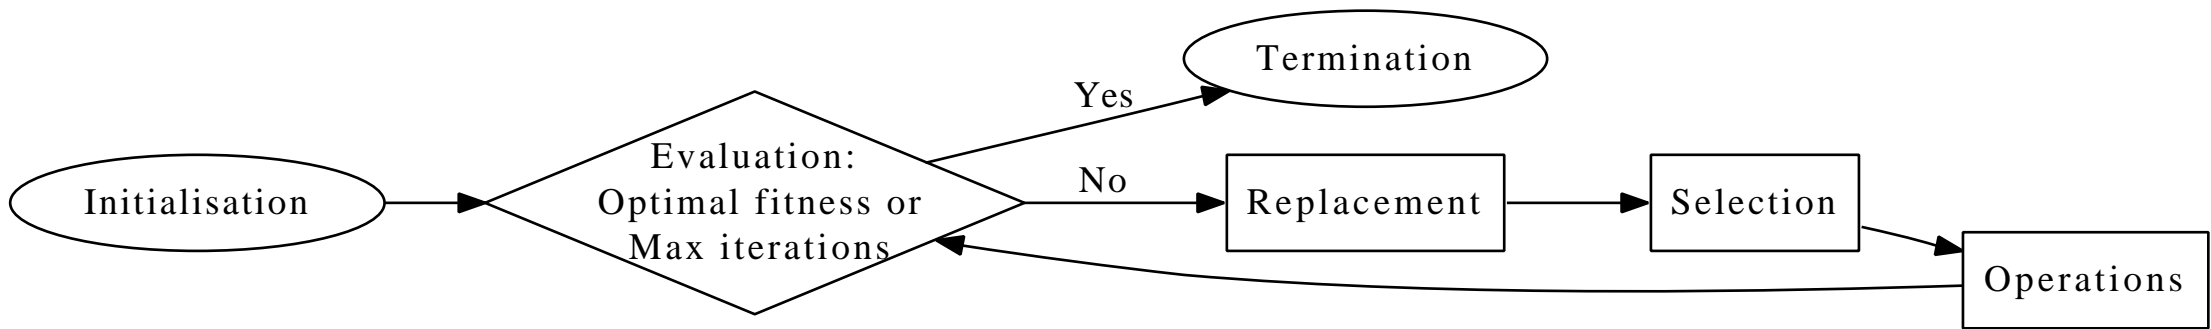 Initialisation
Evaluation:
Optimal fitness or
Max iterations
Yes
Termination
No
Replacement
Selection
Operations